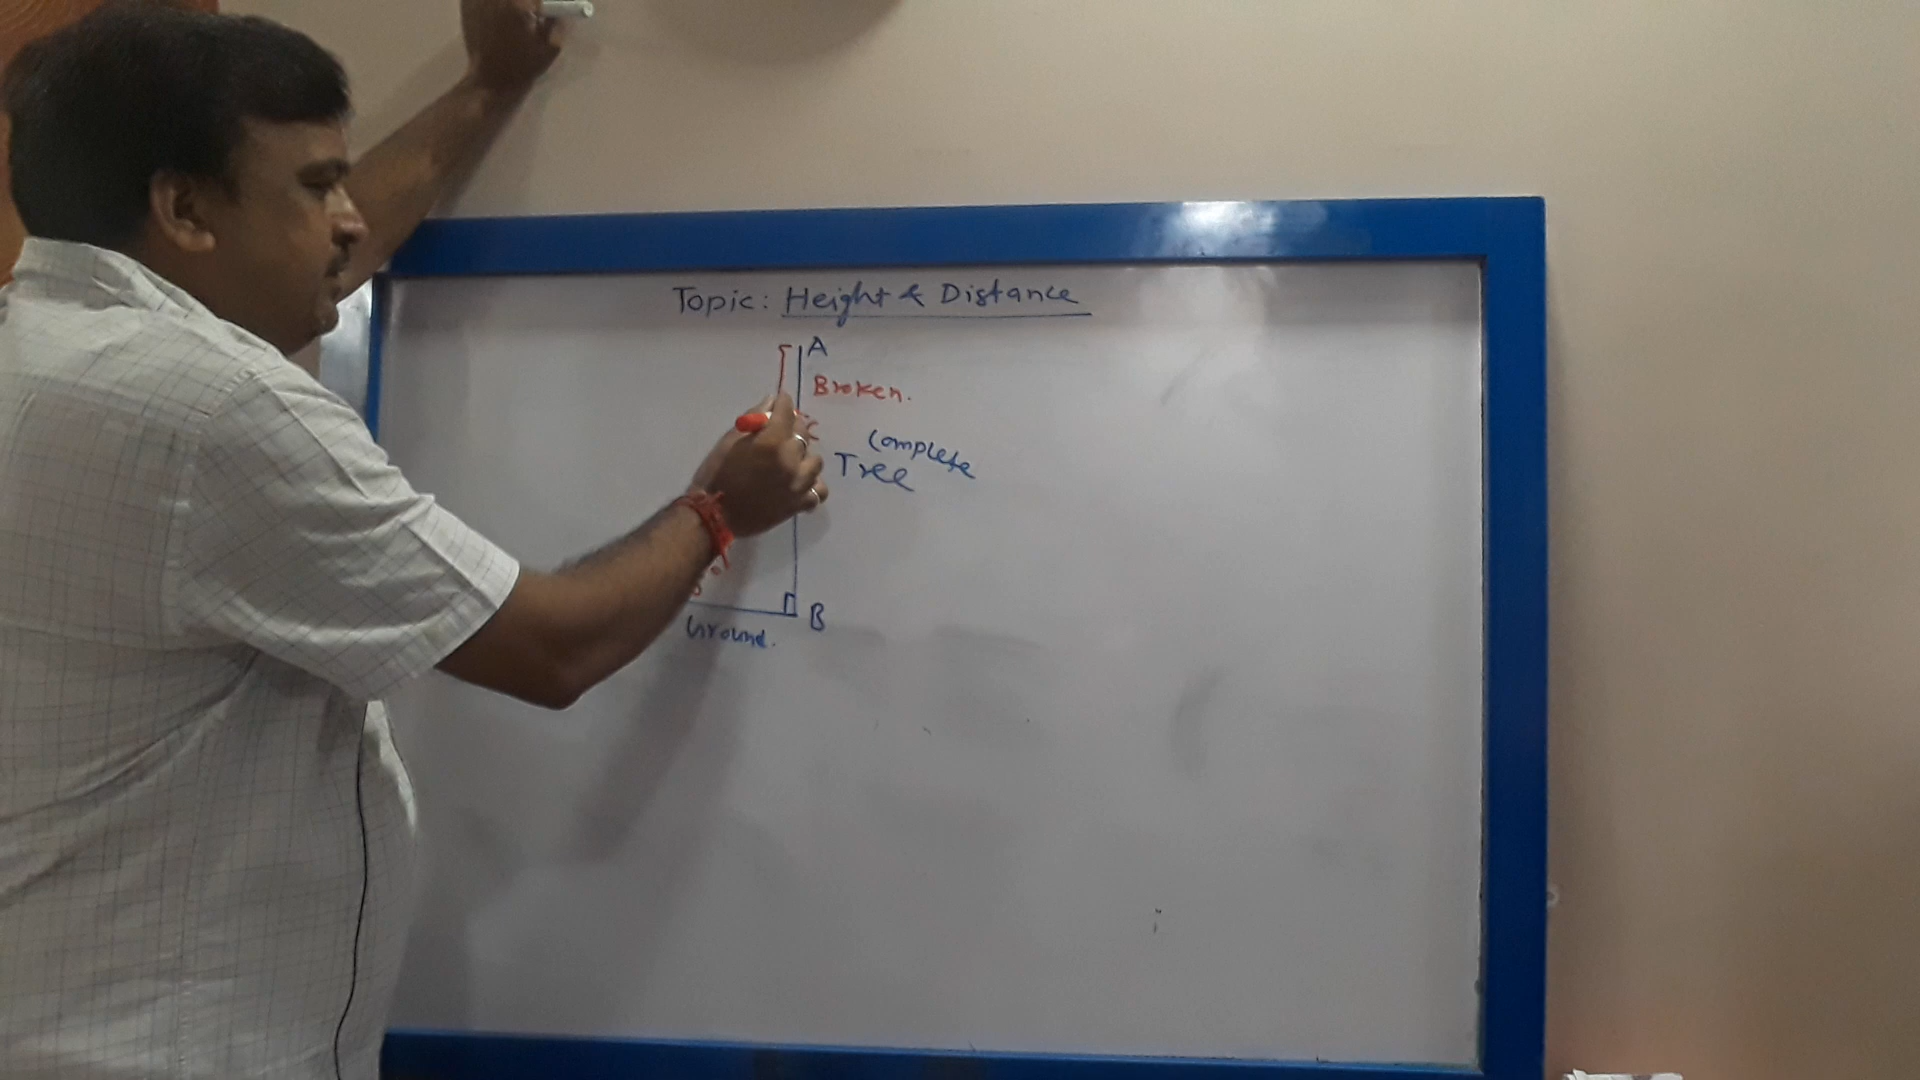 Topic: Height & Distance
A
Broken.
C
Complete
Tree
B
Ground.